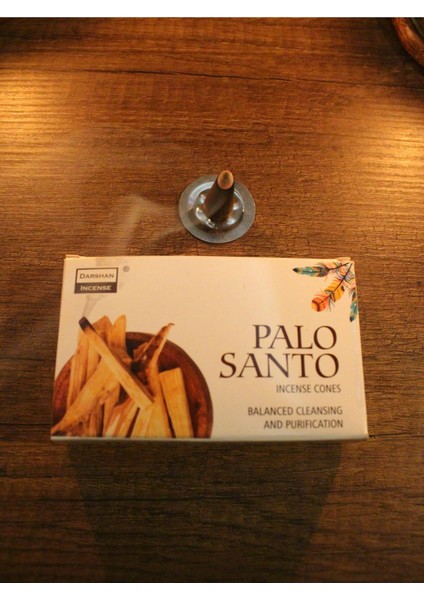 DARSHAN
INCENSE
®
PALO
SANTO
INCENSE CONES
BALANCED CLEANSING
AND PURIFICATION